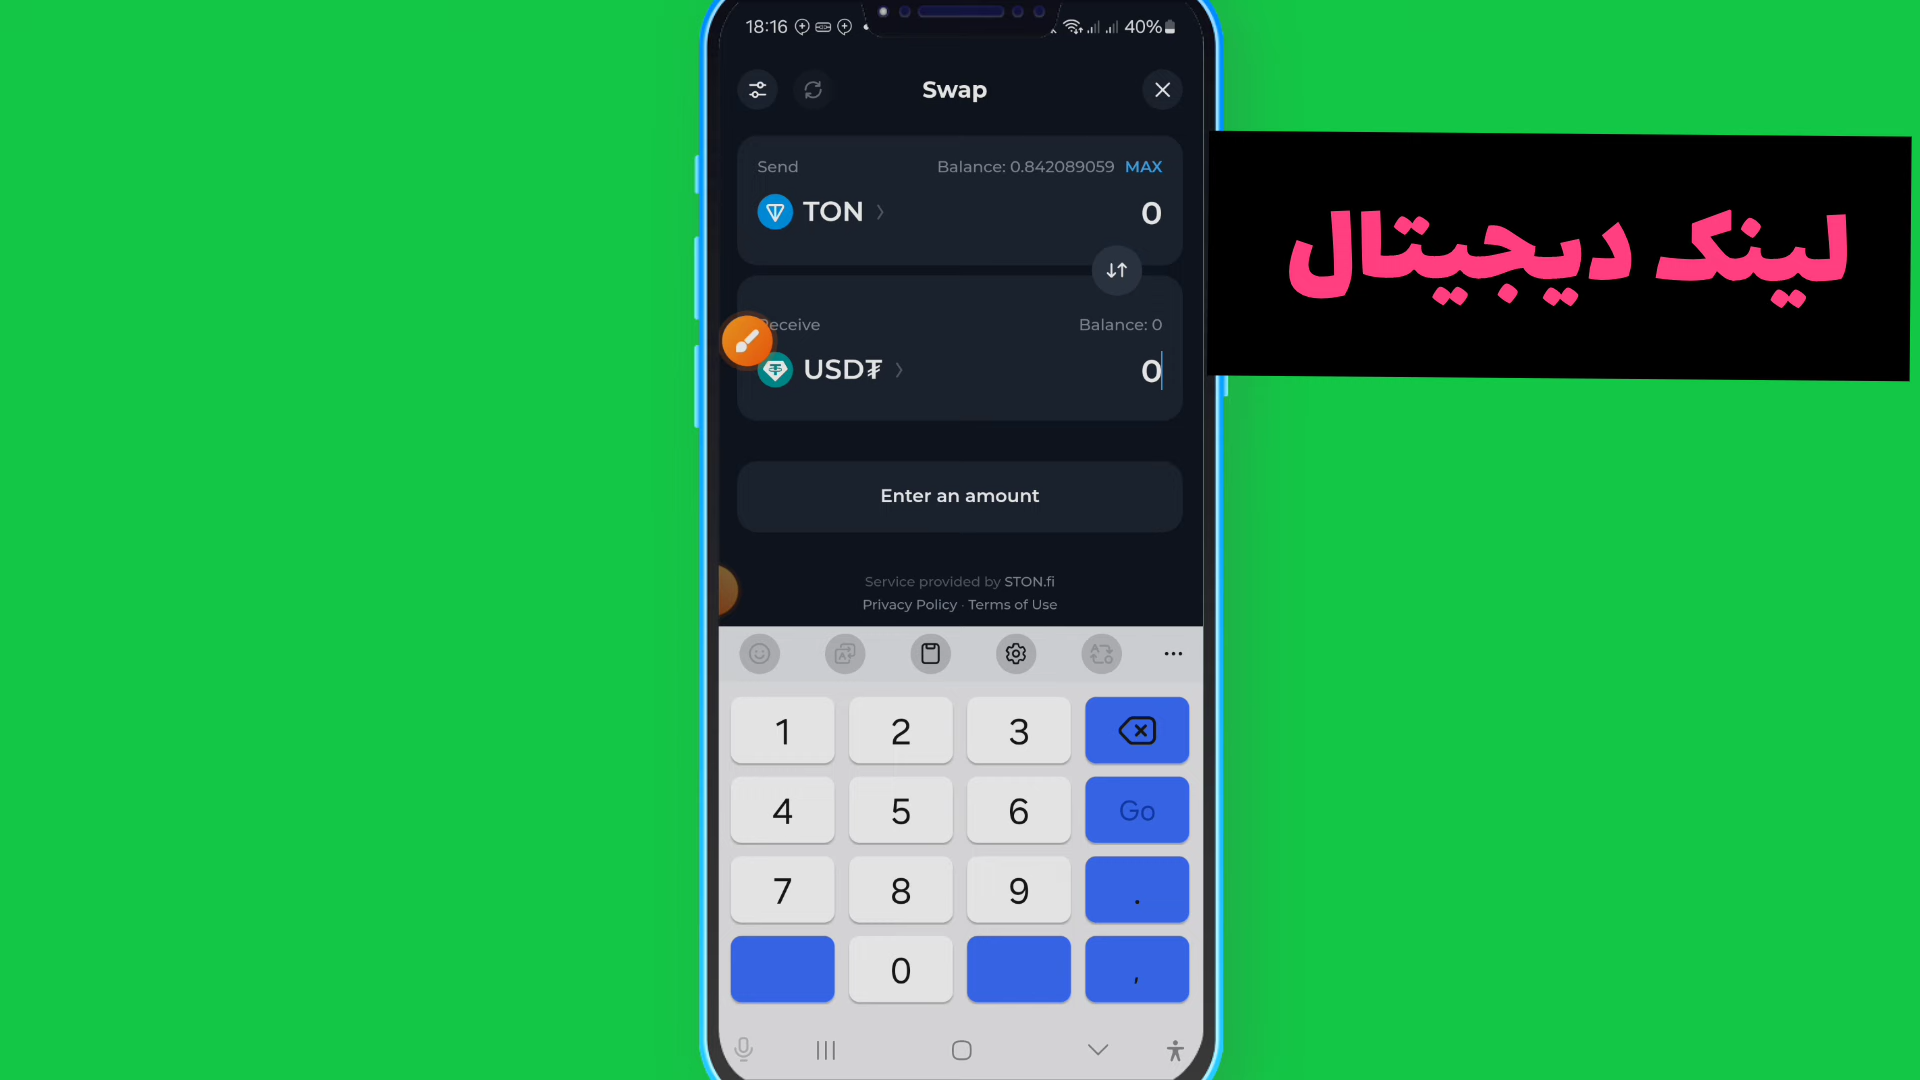 18:16
40%
Swap
Send
Balance: 0.842089059 MAX
TON
0
Receive
Balance: 0
USD₮
0
Enter an amount
Service provided by STON.fi
Privacy Policy · Terms of Use
1 2 3
4 5 6 Go
7 8 9 .
0 ,
لینک دیجیتال